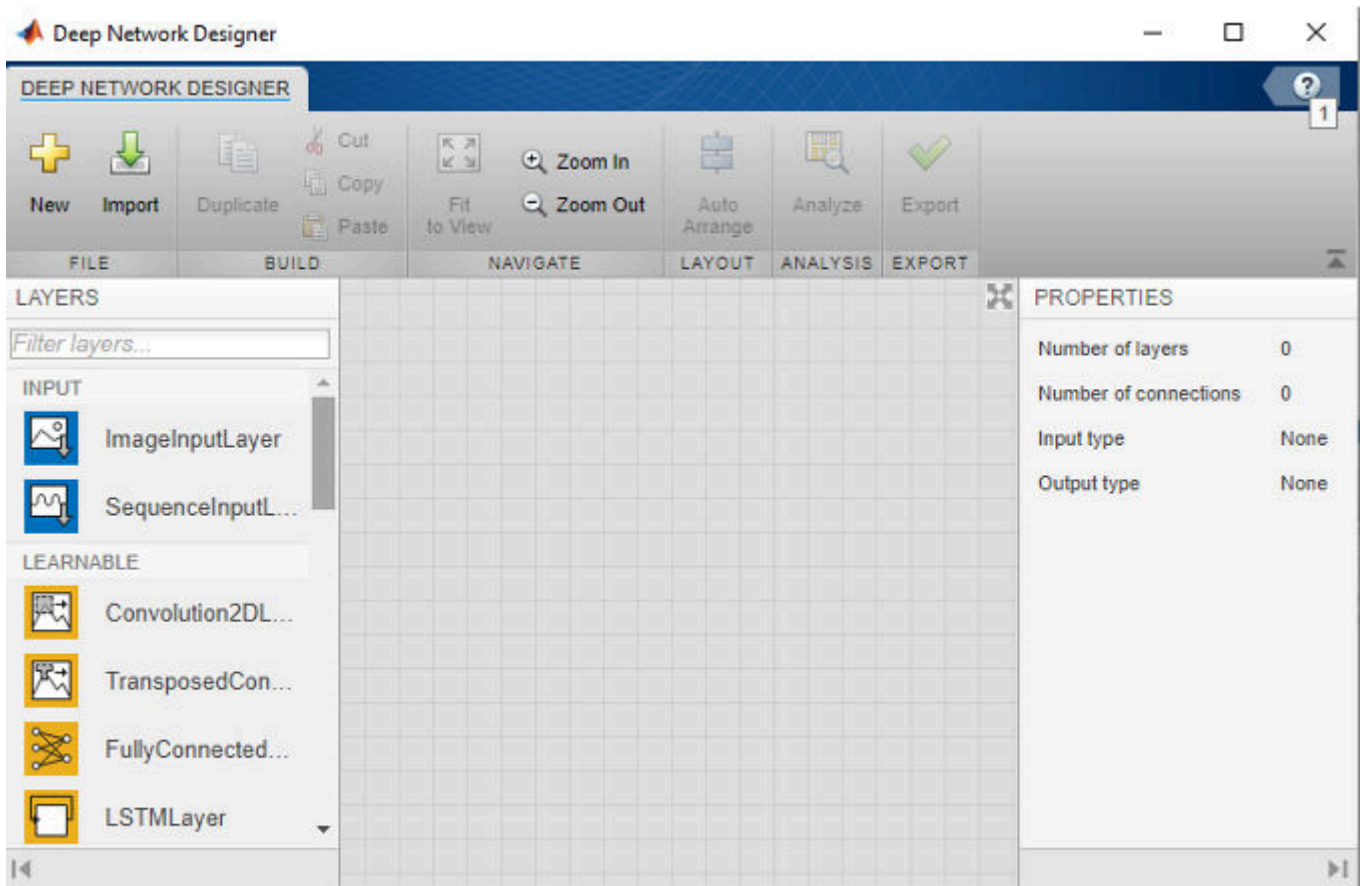 Deep Network Designer
DEEP NETWORK DESIGNER
?
1
New
Import
Duplicate
Cut
Copy
Paste
Fit
to View
Zoom In
Zoom Out
Auto
Arrange
Analyze
Export
FILE
BUILD
NAVIGATE
LAYOUT
ANALYSIS
EXPORT
LAYERS
Filter layers...
INPUT
ImageInputLayer
SequenceInputL...
LEARNABLE
Convolution2DL...
TransposedCon...
FullyConnected...
LSTMLayer
PROPERTIES
Number of layers 0
Number of connections 0
Input type None
Output type None